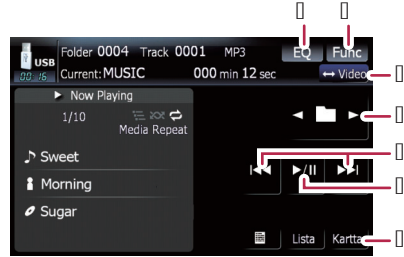 EQ Func
USB Folder 0004 Track 0001 MP3
00:16 Current: MUSIC 000 min 12 sec ↔ Video
► Now Playing
1/10
Media Repeat
Sweet
Morning
Sugar
Lista Kartta